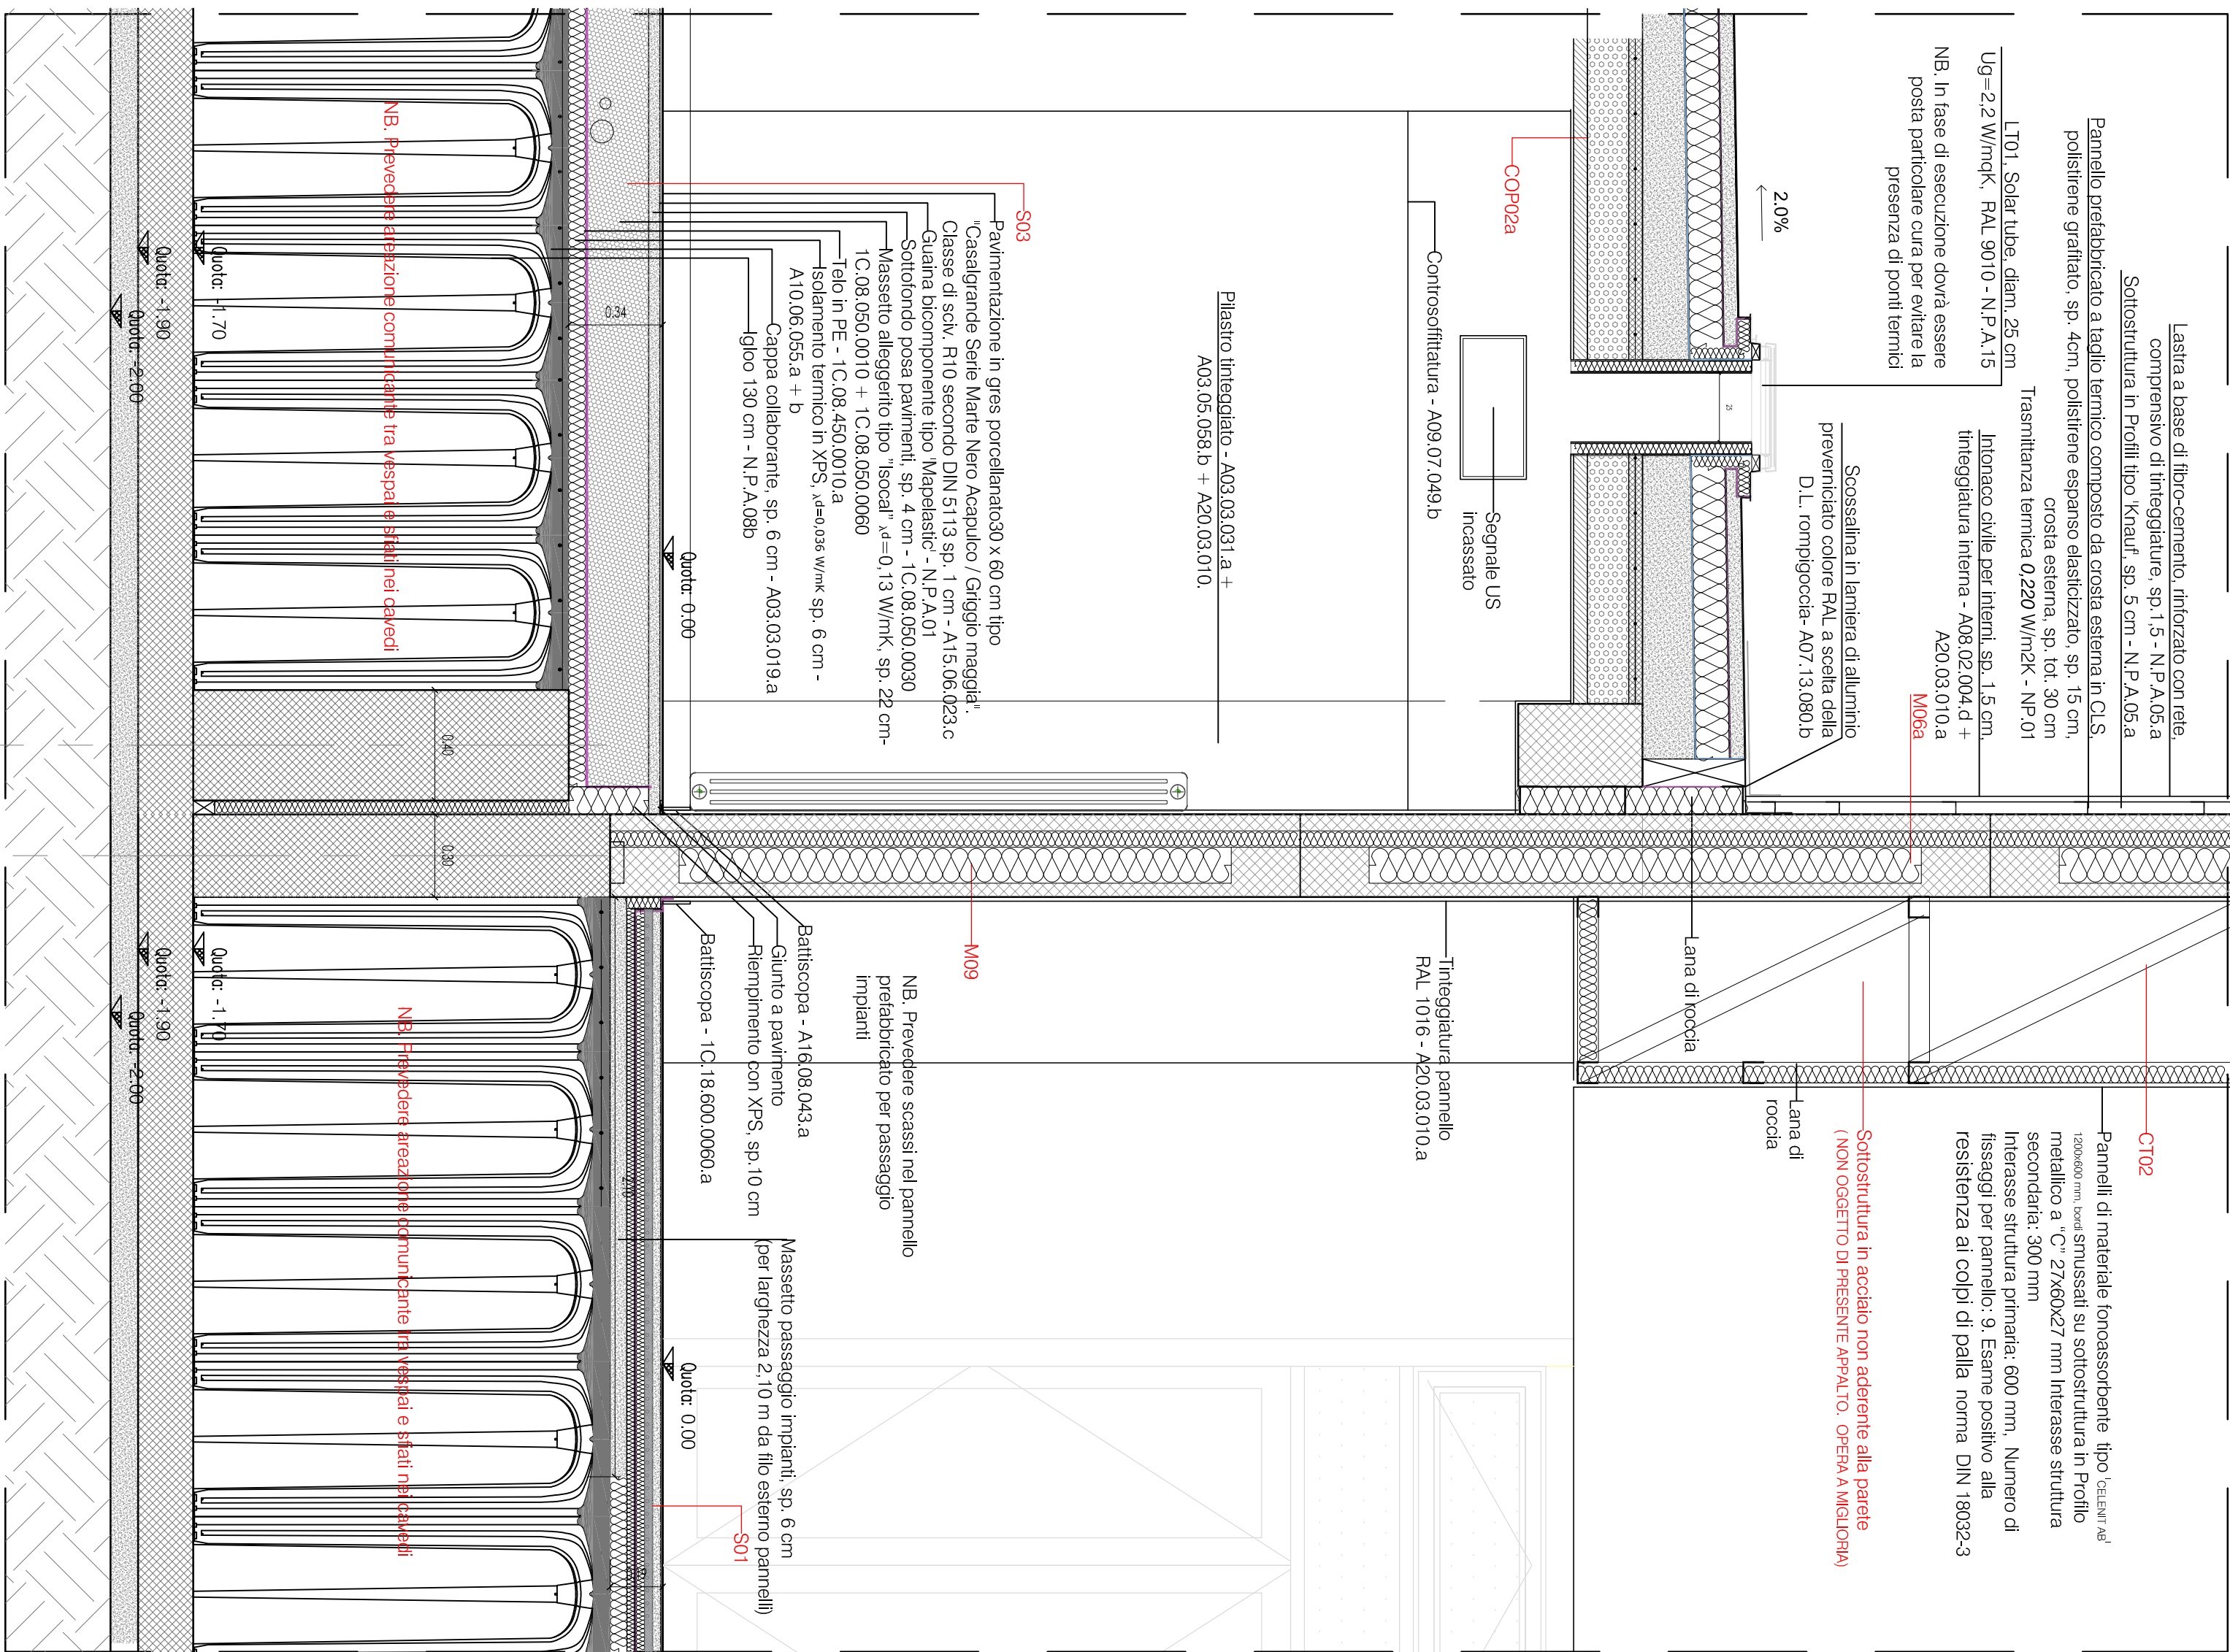 Lastra a base di fibro-cemento, rinforzato con rete,
comprensivo di tinteggiature, sp.1,5 - N.P.A.05.a
Sottostruttura in Profili tipo 'Knauf', sp. 5 cm - N.P.A.05.a
Pannello prefabbricato a taglio termico composto da crosta esterna in CLS,
polistirene grafitato, sp. 4cm, polistirene espanso elasticizzato, sp. 15 cm,
crosta esterna, sp. tot. 30 cm
Trasmittanza termica 0,220 W/m2K - NP.01
Intonaco civile per interni, sp. 1,5 cm,
tinteggiatura interna - A08.02.004.d +
A20.03.010.a
M06a
LT01, Solar tube, diam. 25 cm
Ug=2,2 W/mqK, RAL 9010 - N.P.A.15
NB. In fase di esecuzione dovrà essere
posta particolare cura per evitare la
presenza di ponti termici
Scossalina in lamiera di alluminio
preverniciato colore RAL a scelta della
D.L. rompigoccia- A07.13.080.b
2.0%
25
COP02a
Segnale US
incassato
Controsoffittatura - A09.07.049.b
Pilastro tinteggiato - A03.03.031.a +
A03.05.058.b + A20.03.010.
S03
Pavimentazione in gres porcellanato30 x 60 cm tipo
"Casalgrande Serie Marte Nero Acapulco / Griggio maggia".
Classe di sciv. R10 secondo DIN 5113 sp. 1 cm - A15.06.023.c
Guaina bicomponente tipo 'Mapelastic' - N.P.A.01
Sottofondo posa pavimenti, sp. 4 cm - 1C.08.050.0030
Massetto alleggerito tipo "Isocal" λd=0,13 W/mK, sp. 22 cm-
1C.08.050.0010 + 1C.08.050.0060
Telo in PE - 1C.08.450.0010.a
Isolamento termico in XPS, λd=0,036 W/mK sp. 6 cm -
A10.06.055.a + b
Cappa collaborante, sp. 6 cm - A03.03.019.a
Igloo 130 cm - N.P.A.08b
Quota: 0.00
0.34
0.40
0.30
NB. Prevedere areazione comunicante tra vespai e sfiati nei cavedi
Quota: -1.70
Quota: -1.90
Quota: -2.00
CT02
Pannelli di materiale fonoassorbente tipo 'CELENIT AB'
1200x600 mm, bordi smussati su sottostruttura in Profilo
metallico a "C" 27x60x27 mm Interasse struttura
secondaria: 300 mm
Interasse struttura primaria: 600 mm, Numero di
fissaggi per pannello: 9. Esame positivo alla
resistenza ai colpi di palla norma DIN 18032-3
Sottostruttura in acciaio non aderente alla parete
( NON OGGETTO DI PRESENTE APPALTO. OPERA A MIGLIORIA)
Lana di
roccia
Lana di roccia
Tinteggiatura pannello
RAL 1016 - A20.03.010.a
M09
NB. Prevedere scassi nel pannello
prefabbricato per passaggio
impianti
Battiscopa - A16.08.043.a
Giunto a pavimento
Riempimento con XPS, sp.10 cm
Battiscopa - 1C.18.600.0060.a
Massetto passaggio impianti, sp. 6 cm
(per larghezza 2,10 m da filo esterno pannelli)
S01
Quota: 0.00
2.10
NB. Prevedere areazione comunicante tra vespai e sfiati nei cavedi
Quota: -1.70
Quota: -1.90
Quota: -2.00